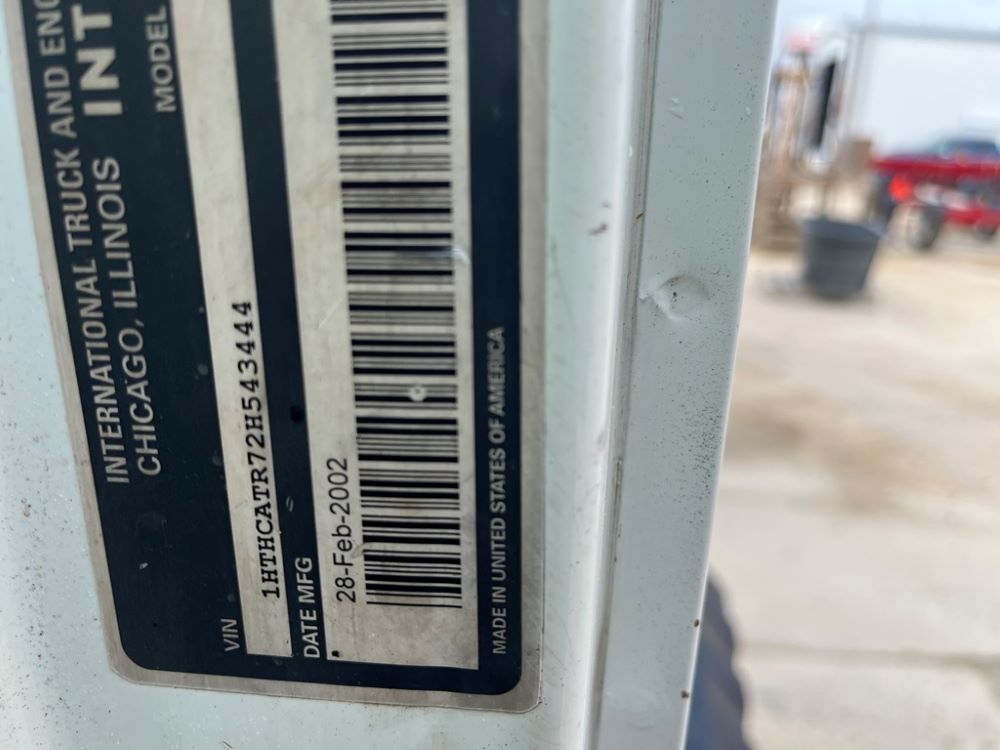 INTERNATIONAL TRUCK AND ENG
CHICAGO, ILLINOIS INT
MODEL
VIN
1HTHCATR72H543444
DATE MFG
28-Feb-2002
MADE IN UNITED STATES OF AMERICA